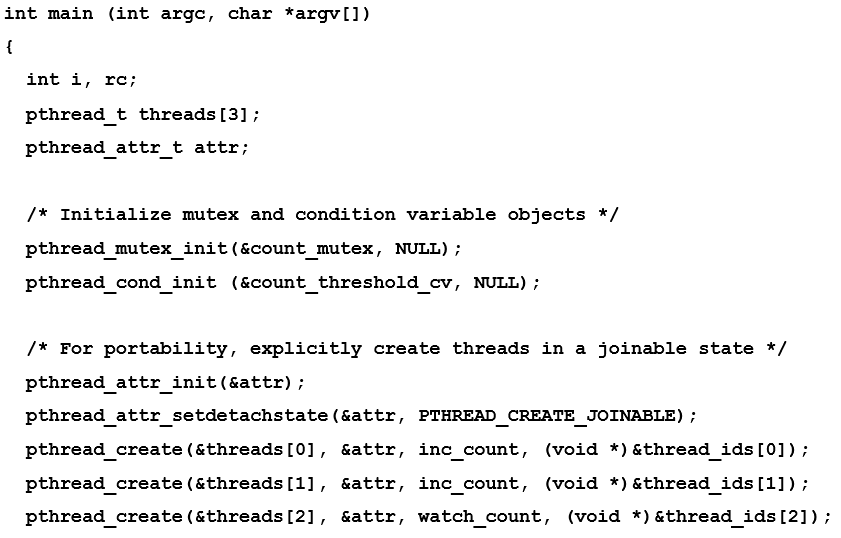 int main (int argc, char *argv[])
{
int i, rc;
pthread_t threads[3];
pthread_attr_t attr;
/* Initialize mutex and condition variable objects */
pthread_mutex_init(&count_mutex, NULL);
pthread_cond_init (&count_threshold_cv, NULL);
/* For portability, explicitly create threads in a joinable state */
pthread_attr_init(&attr);
pthread_attr_setdetachstate(&attr, PTHREAD_CREATE_JOINABLE);
pthread_create(&threads[0], &attr, inc_count, (void *)&thread_ids[0]);
pthread_create(&threads[1], &attr, inc_count, (void *)&thread_ids[1]);
pthread_create(&threads[2], &attr, watch_count, (void *)&thread_ids[2]);